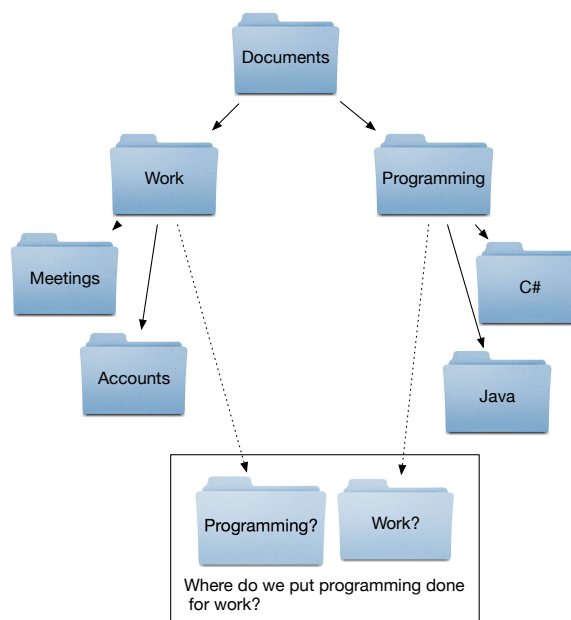 Documents
Work
Programming
Meetings
C#
Accounts
Java
Programming?
Work?
Where do we put programming done
for work?